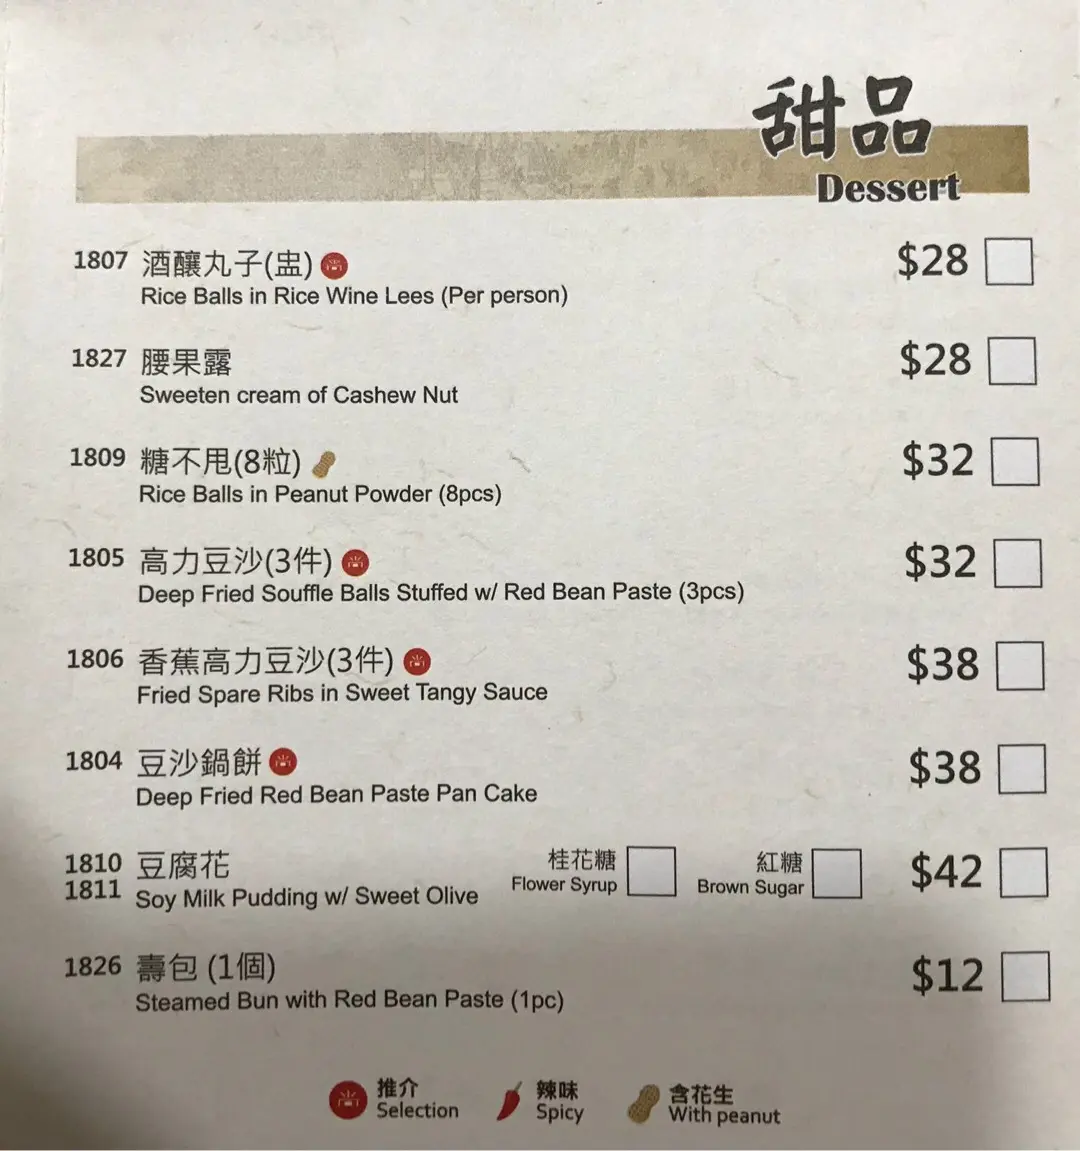 甜品
Dessert
1807 酒釀丸子(盅) $28
Rice Balls in Rice Wine Lees (Per person)
1827 腰果露 $28
Sweeten cream of Cashew Nut
1809 糖不甩(8粒) $32
Rice Balls in Peanut Powder (8pcs)
1805 高力豆沙(3件) $32
Deep Fried Souffle Balls Stuffed w/ Red Bean Paste (3pcs)
1806 香蕉高力豆沙(3件) $38
Fried Spare Ribs in Sweet Tangy Sauce
1804 豆沙鍋餅 $38
Deep Fried Red Bean Paste Pan Cake
1810 豆腐花 桂花糖 紅糖 $42
1811 Soy Milk Pudding w/ Sweet Olive Flower Syrup Brown Sugar
1826 壽包 (1個) $12
Steamed Bun with Red Bean Paste (1pc)
推介 辣味 含花生
Selection Spicy With peanut